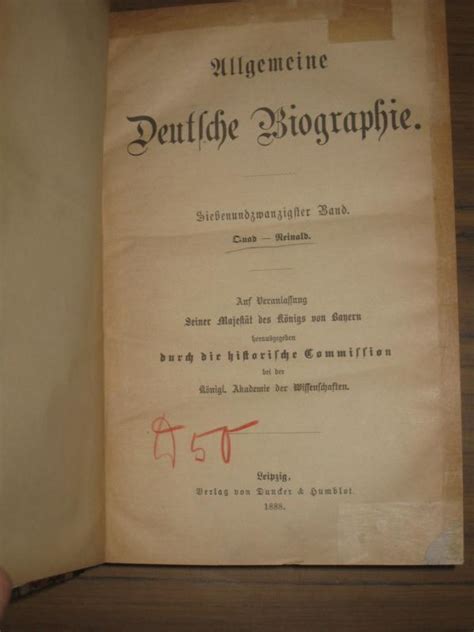 Allgemeine
Deutsche Biographie.
Siebenundzwanzigster Band.
Quad — Reinald.
Auf Veranlassung
Seiner Majestät des Königs von Bayern
herausgegeben
durch die historische Commission
bei der
Königl. Akademie der Wissenschaften.
D 50
Leipzig,
Verlag von Duncker & Humblot
1888.